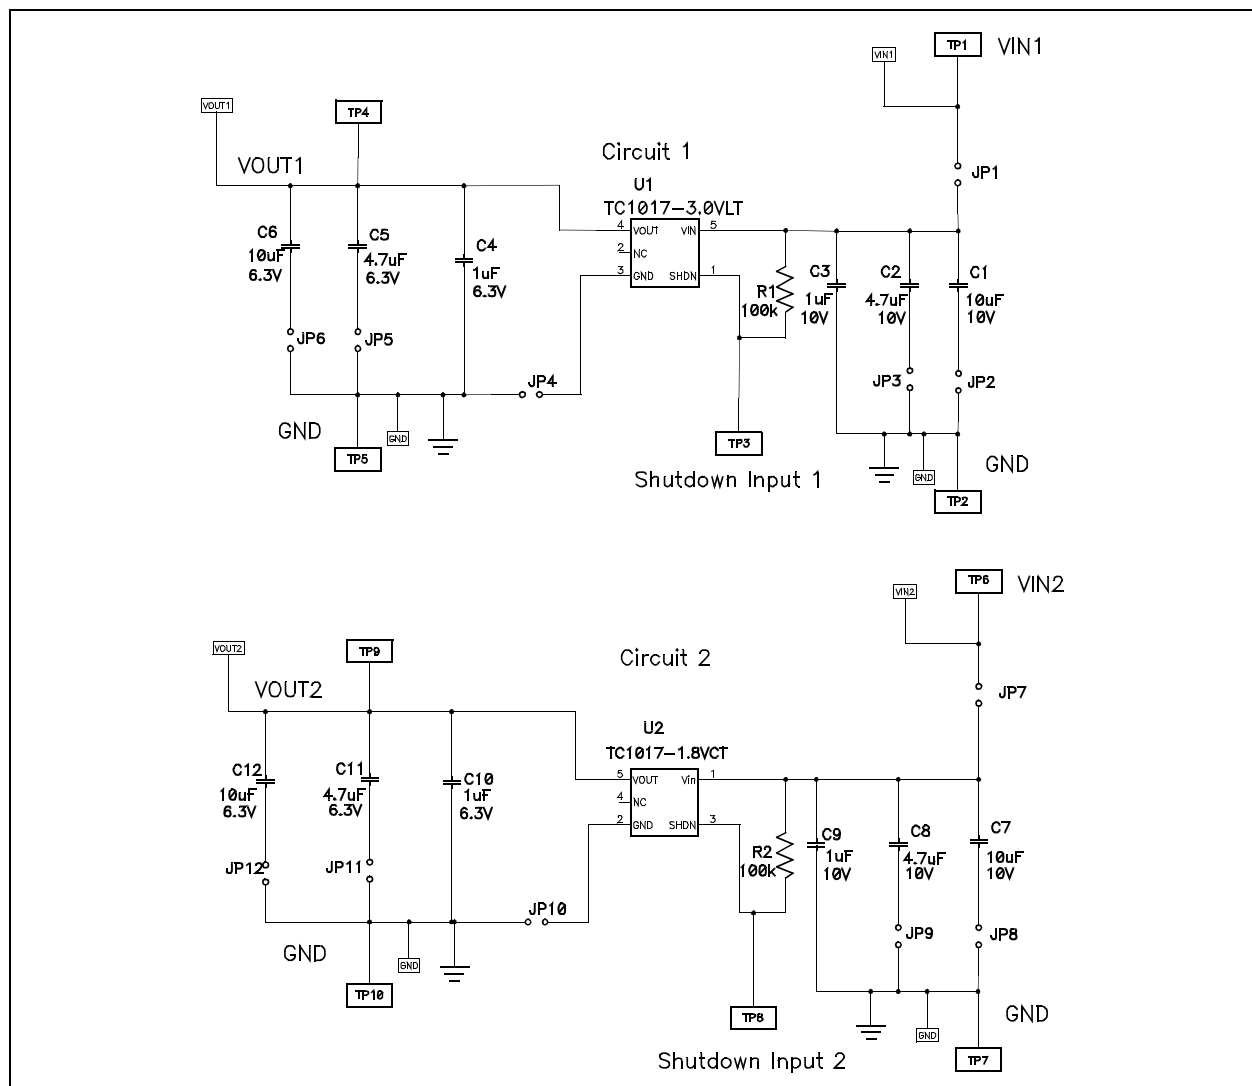 TP1 VIN1
VIN1
VOUT1
TP4
Circuit 1
VOUT1
JP1
U1
TC1017-3.0VLT
4 VOUT VIN 5
2 NC
3 GND SHDN 1
C6
10uF
6.3V
C5
4.7uF
6.3V
C4
1uF
6.3V
R1
100k
C3
1uF
10V
C2
4.7uF
10V
C1
10uF
10V
JP6
JP5
JP4
JP3
JP2
GND
GND
TP5
TP3
Shutdown Input 1
GND
GND
TP2
TP6 VIN2
VIN2
VOUT2
TP9
Circuit 2
VOUT2
JP7
U2
TC1017-1.8VCT
5 VOUT Vin 1
4 NC
2 GND SHDN 3
C12
10uF
6.3V
C11
4.7uF
6.3V
C10
1uF
6.3V
R2
100k
C9
1uF
10V
C8
4.7uF
10V
C7
10uF
10V
JP12
JP11
JP10
JP9
JP8
GND
GND
TP10
TP8
Shutdown Input 2
GND
GND
TP7